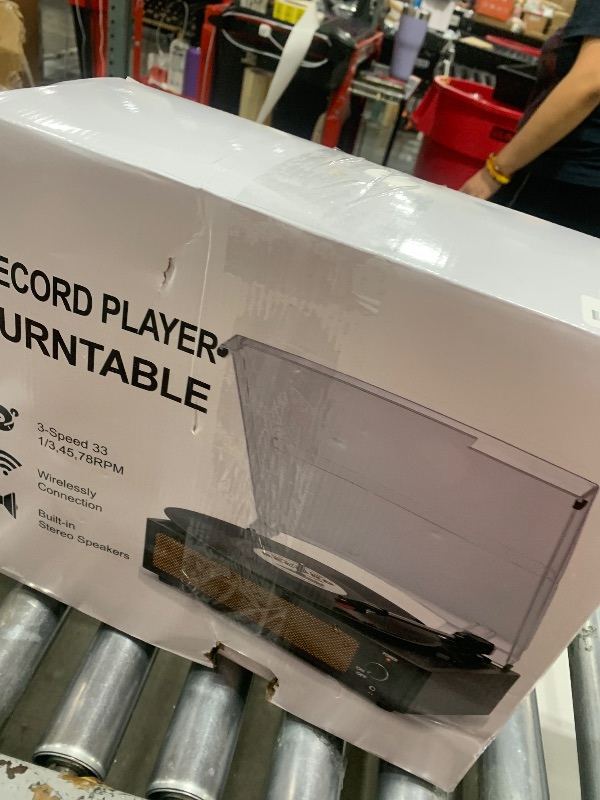 ECORD PLAYER
URNTABLE
3-Speed 33
1/3,45,78RPM
Wirelessly
Connection
Built-in
Stereo Speakers